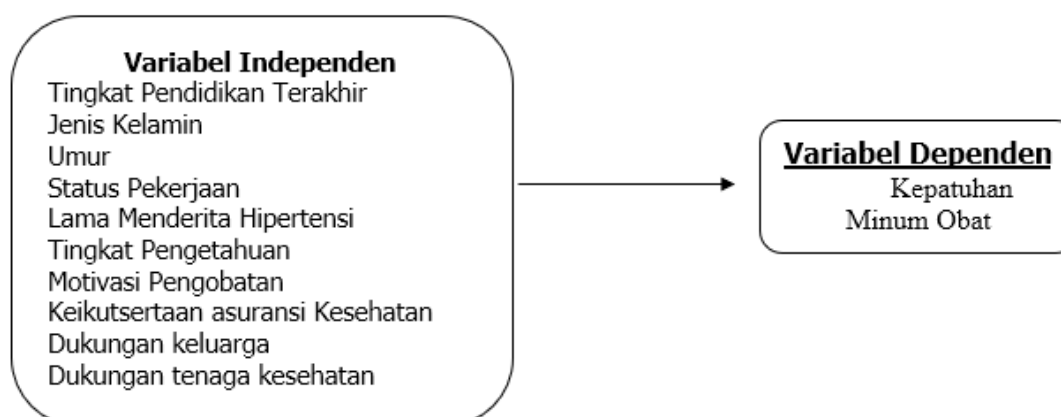 Variabel Independen
Tingkat Pendidikan Terakhir
Jenis Kelamin
Umur
Status Pekerjaan
Lama Menderita Hipertensi
Tingkat Pengetahuan
Motivasi Pengobatan
Keikutsertaan asuransi Kesehatan
Dukungan keluarga
Dukungan tenaga kesehatan
Variabel Dependen
Kepatuhan
Minum Obat